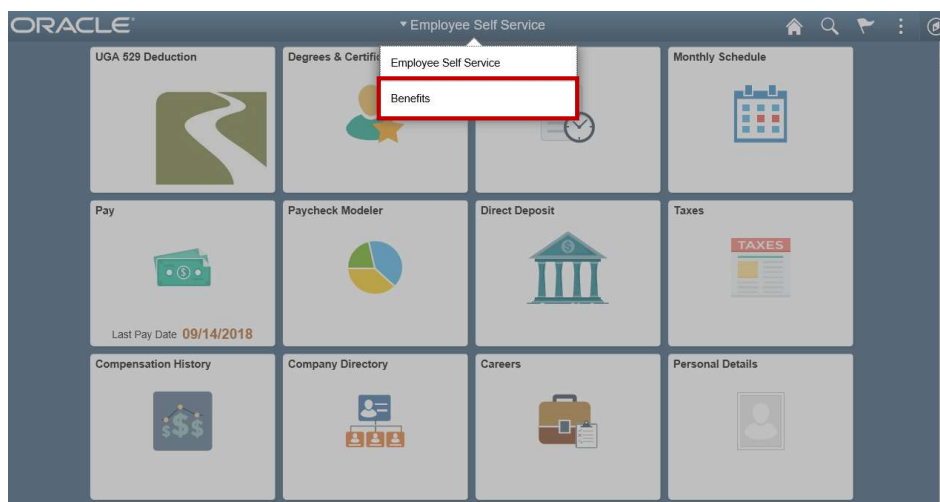 ORACLE
Employee Self Service
Employee Self Service
Benefits
UGA 529 Deduction
Degrees & Certific
Monthly Schedule
Pay
Last Pay Date 09/14/2018
Paycheck Modeler
Direct Deposit
Taxes
TAXES
Compensation History
Company Directory
Careers
Personal Details